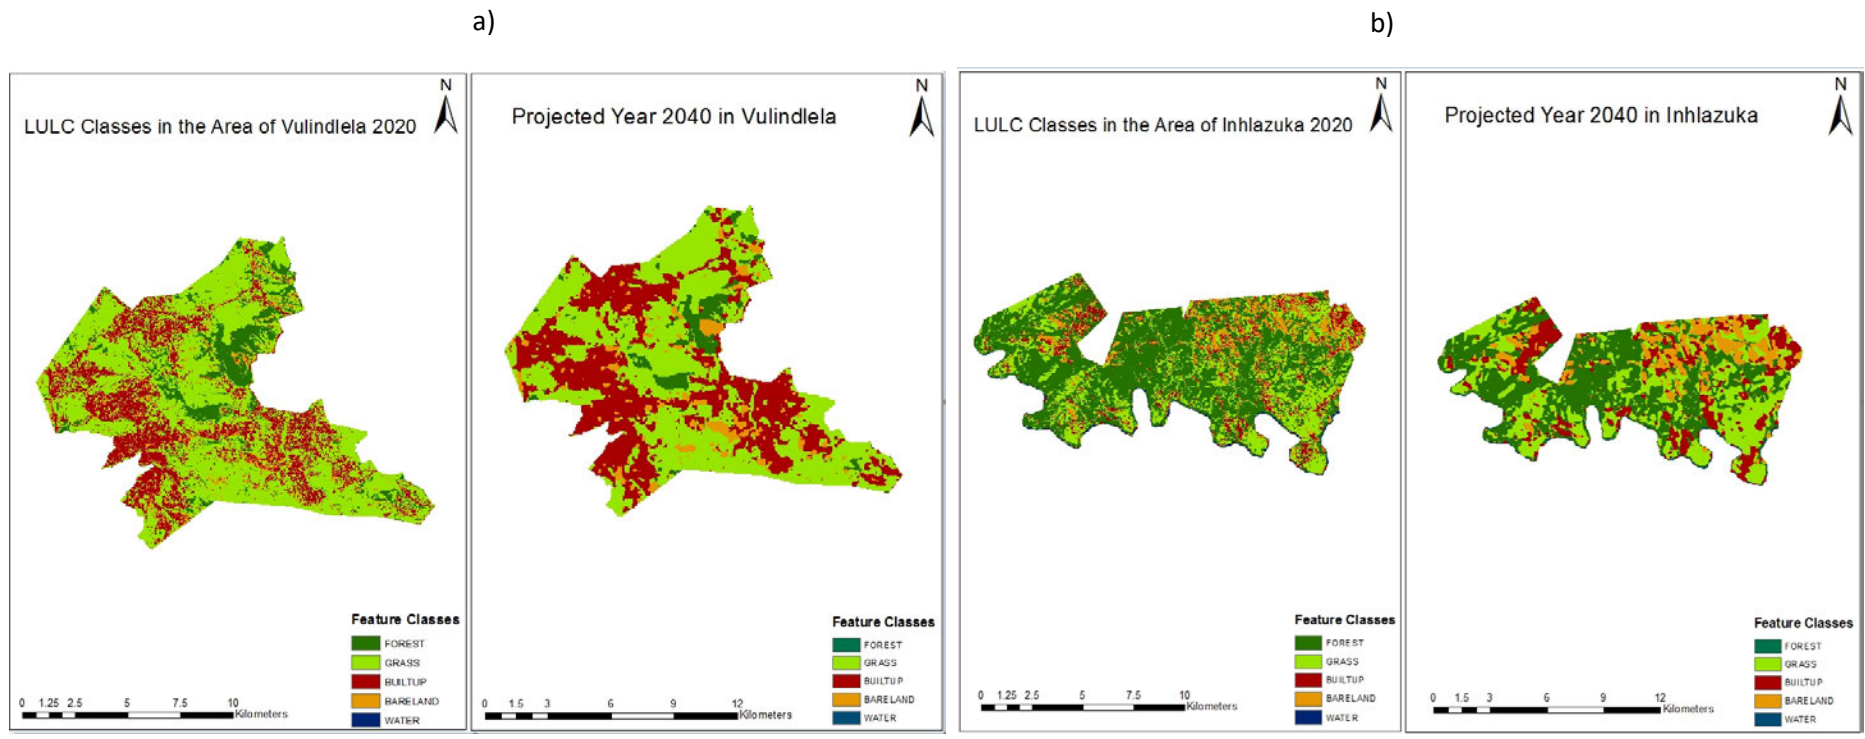 a)
b)
N
LULC Classes in the Area of Vulindlela 2020
Feature Classes
FOREST
GRASS
BUILTUP
BARELAND
WATER
0 1.25 2.5 5 7.5 10
Kilometers
N
Projected Year 2040 in Vulindlela
Feature Classes
FOREST
GRASS
BUILTUP
BARELAND
WATER
0 1.5 3 6 9 12
Kilometers
N
LULC Classes in the Area of Inhlazuka 2020
Feature Classes
FOREST
GRASS
BUILTUP
BARELAND
WATER
0 1.25 2.5 5 7.5 10
Kilometers
N
Projected Year 2040 in Inhlazuka
Feature Classes
FOREST
GRASS
BUILTUP
BARELAND
WATER
0 1.5 3 6 9 12
Kilometers